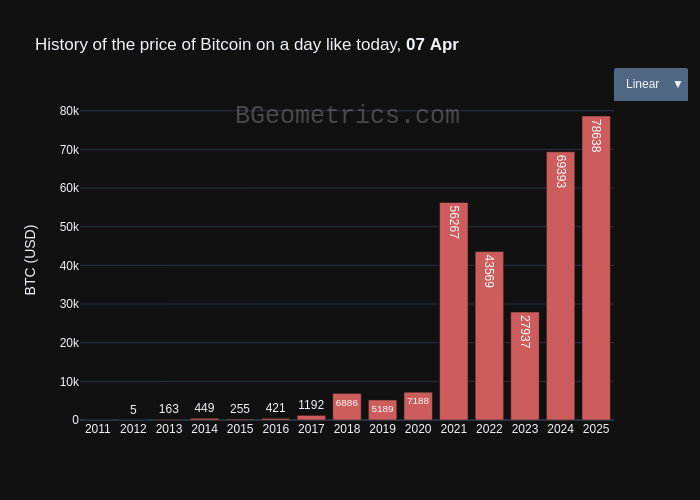 History of the price of Bitcoin on a day like today, 07 Apr
Linear ▼
BGeometrics.com
BTC (USD)
80k
70k
60k
50k
40k
30k
20k
10k
0
5
163
449
255
421
1192
6886
5189
7188
56267
43569
27937
69393
78638
2011 2012 2013 2014 2015 2016 2017 2018 2019 2020 2021 2022 2023 2024 2025